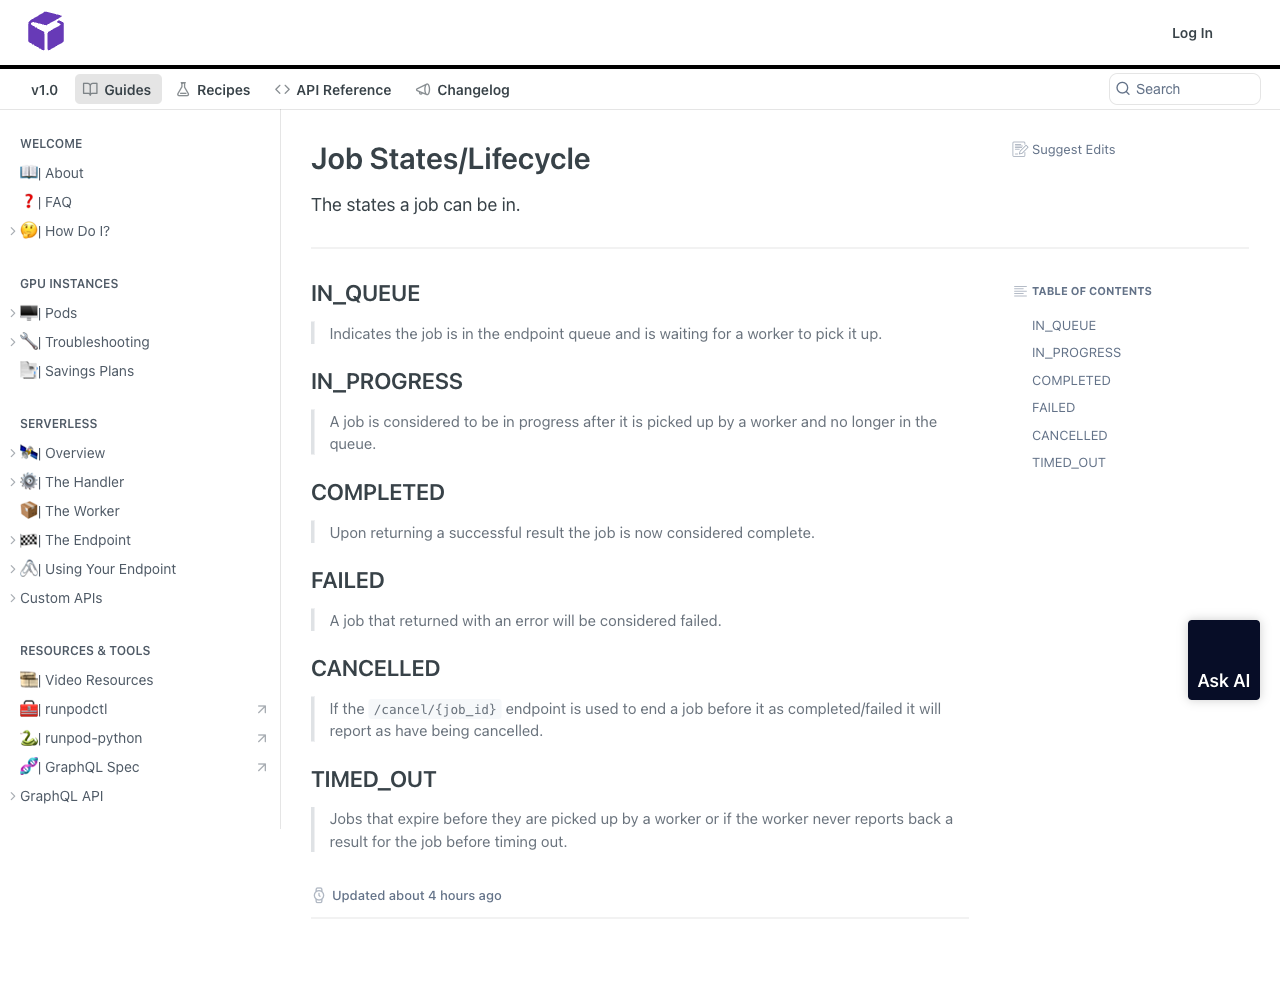 Log In
v1.0
Guides
Recipes
API Reference
Changelog
Search
WELCOME
| About
| FAQ
| How Do I?
GPU INSTANCES
| Pods
| Troubleshooting
| Savings Plans
SERVERLESS
| Overview
| The Handler
| The Worker
| The Endpoint
| Using Your Endpoint
Custom APIs
RESOURCES & TOOLS
| Video Resources
| runpodctl
| runpod-python
| GraphQL Spec
GraphQL API
Job States/Lifecycle
The states a job can be in.
IN_QUEUE
Indicates the job is in the endpoint queue and is waiting for a worker to pick it up.
IN_PROGRESS
A job is considered to be in progress after it is picked up by a worker and no longer in the
queue.
COMPLETED
Upon returning a successful result the job is now considered complete.
FAILED
A job that returned with an error will be considered failed.
CANCELLED
If the /cancel/{job_id} endpoint is used to end a job before it as completed/failed it will
report as have being cancelled.
TIMED_OUT
Jobs that expire before they are picked up by a worker or if the worker never reports back a
result for the job before timing out.
Updated about 4 hours ago
Suggest Edits
TABLE OF CONTENTS
IN_QUEUE
IN_PROGRESS
COMPLETED
FAILED
CANCELLED
TIMED_OUT
Ask AI